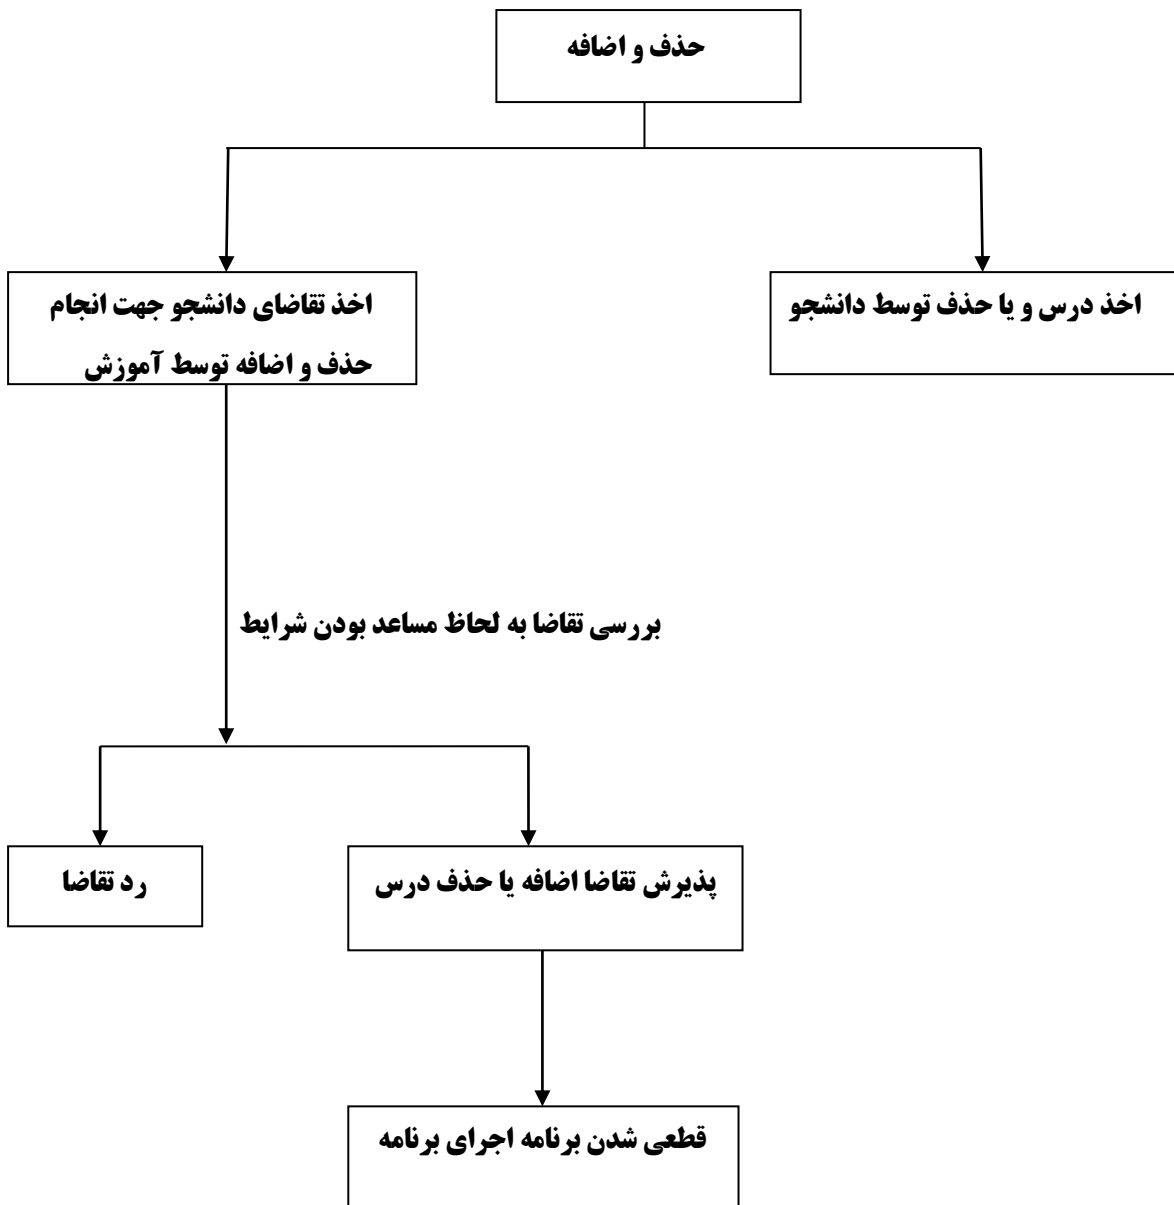 حذف و اضافه
اخذ درس و یا حذف توسط دانشجو
اخذ تقاضای دانشجو جهت انجام
حذف و اضافه توسط آموزش
بررسی تقاضا به لحاظ مساعد بودن شرایط
پذیرش تقاضا اضافه یا حذف درس
رد تقاضا
قطعی شدن برنامه اجرای برنامه